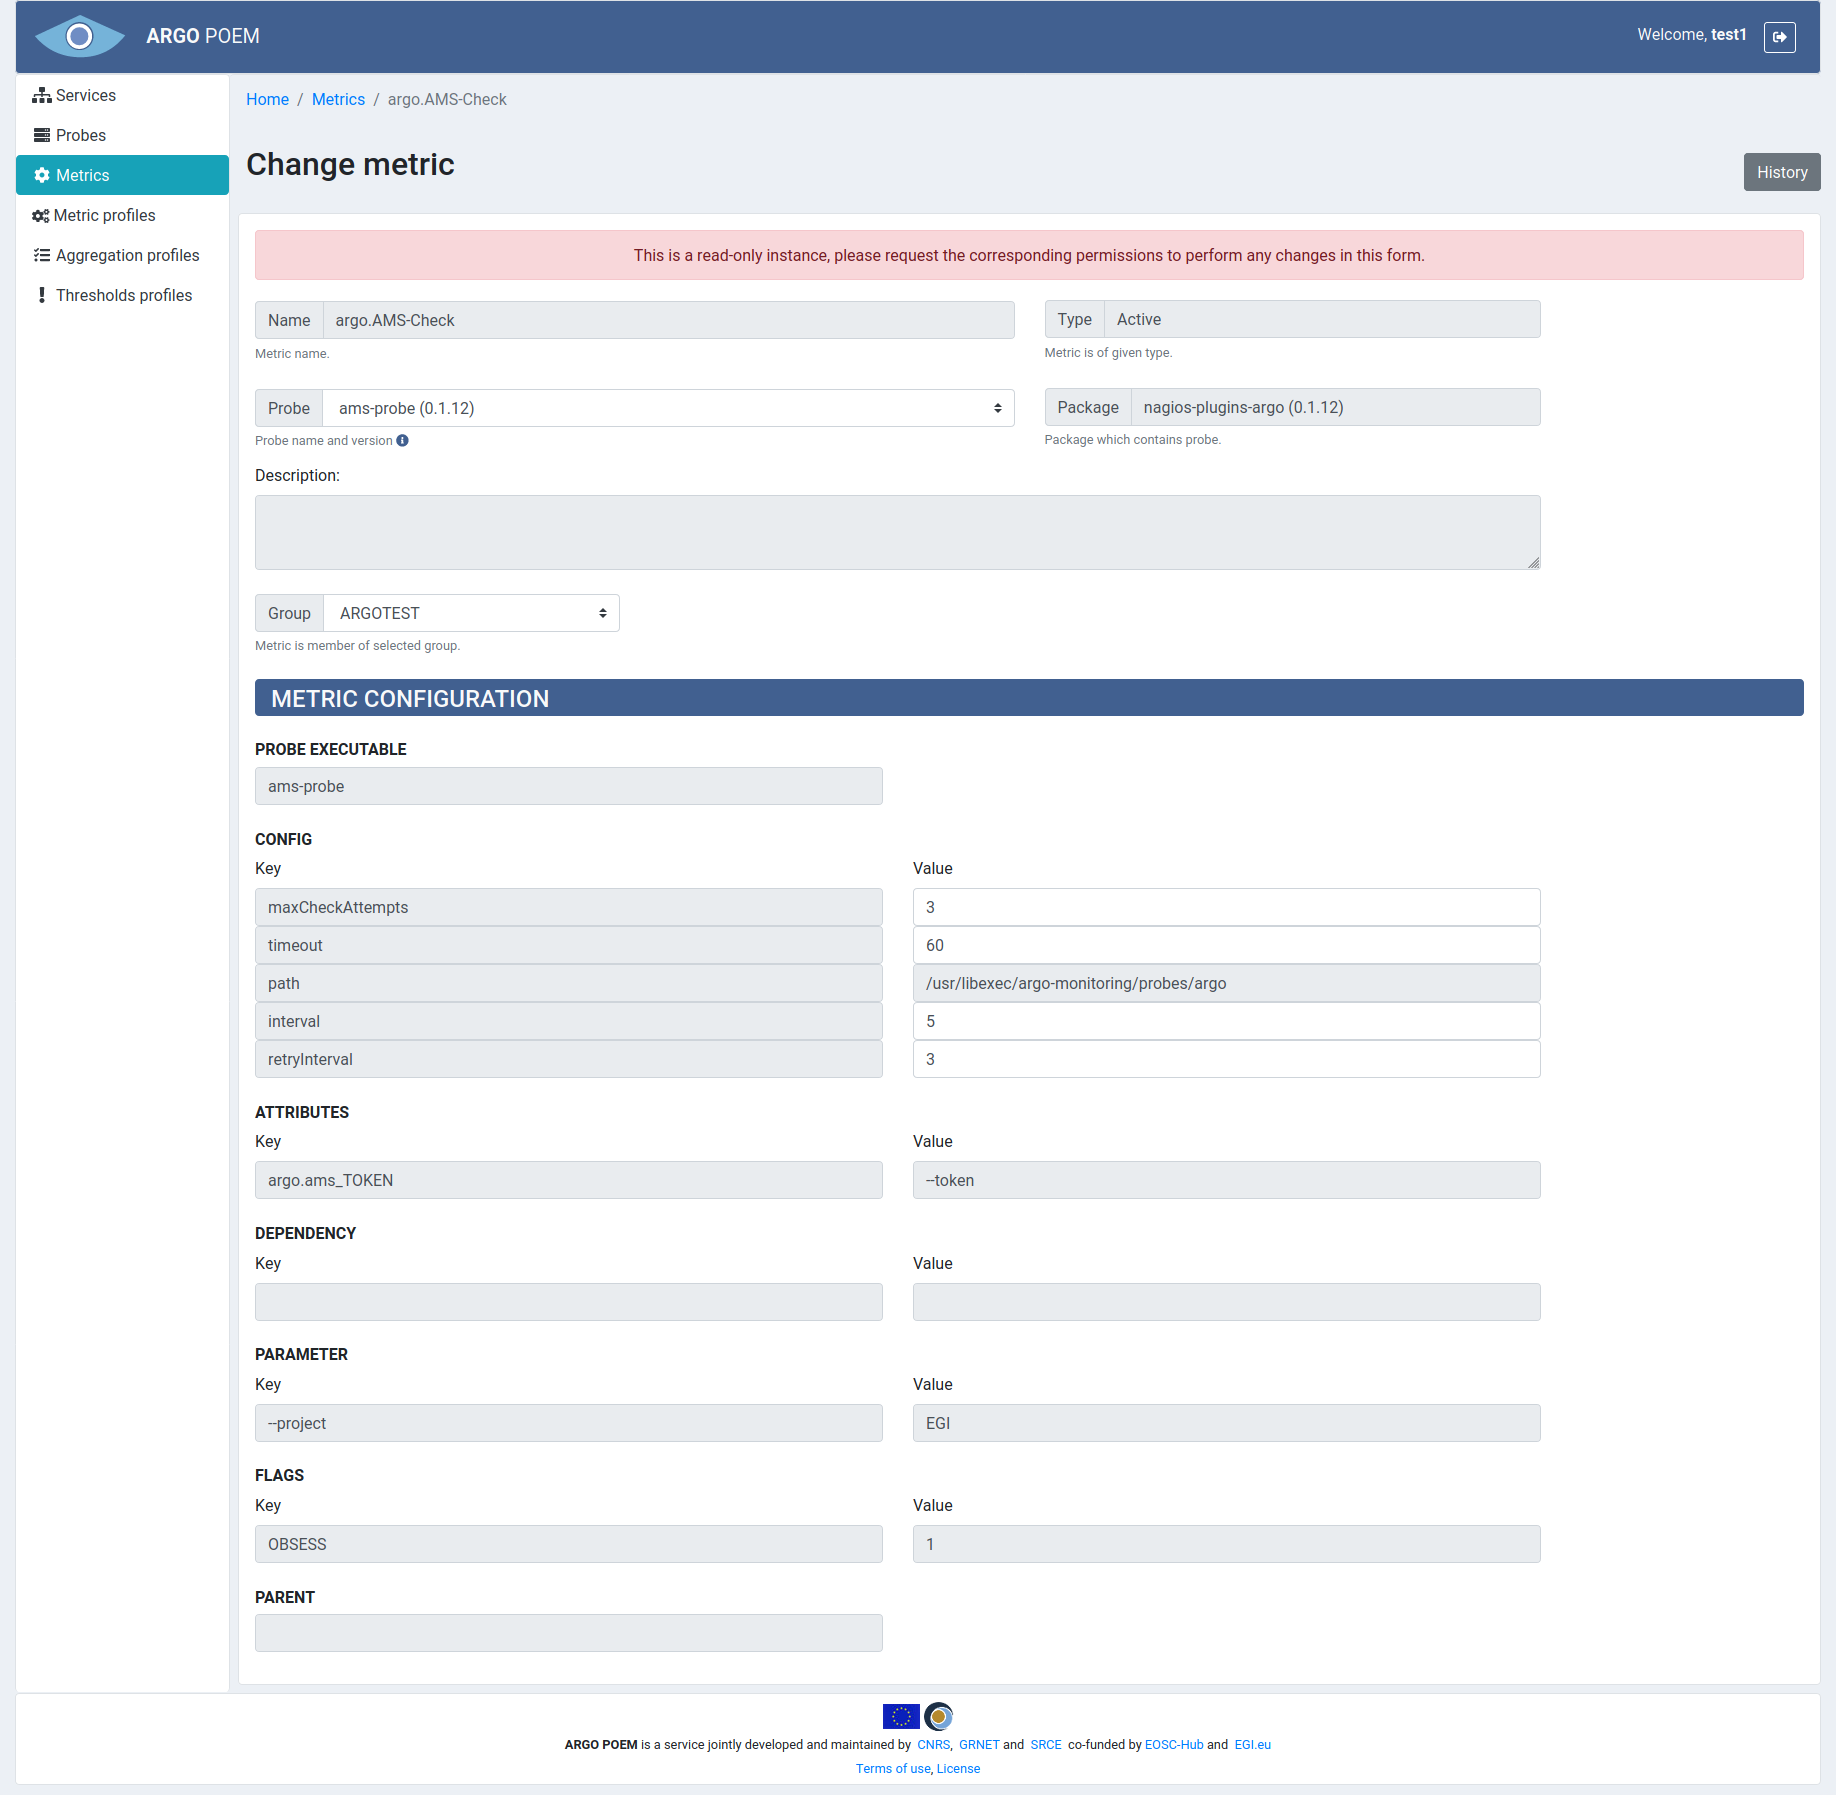 ARGO POEM
Welcome, test1
Services
Probes
Metrics
Metric profiles
Aggregation profiles
Thresholds profiles
Home / Metrics / argo.AMS-Check
Change metric
History
This is a read-only instance, please request the corresponding permissions to perform any changes in this form.
Name argo.AMS-Check
Type Active
Metric name.
Metric is of given type.
Probe ams-probe (0.1.12)
Package nagios-plugins-argo (0.1.12)
Probe name and version
Package which contains probe.
Description:
Group ARGOTEST
Metric is member of selected group.
METRIC CONFIGURATION
PROBE EXECUTABLE
ams-probe
CONFIG
Key Value
maxCheckAttempts 3
timeout 60
path /usr/libexec/argo-monitoring/probes/argo
interval 5
retryInterval 3
ATTRIBUTES
Key Value
argo.ams_TOKEN --token
DEPENDENCY
Key Value
PARAMETER
Key Value
--project EGI
FLAGS
Key Value
OBSESS 1
PARENT
ARGO POEM is a service jointly developed and maintained by CNRS, GRNET and SRCE co-funded by EOSC-Hub and EGI.eu
Terms of use, License